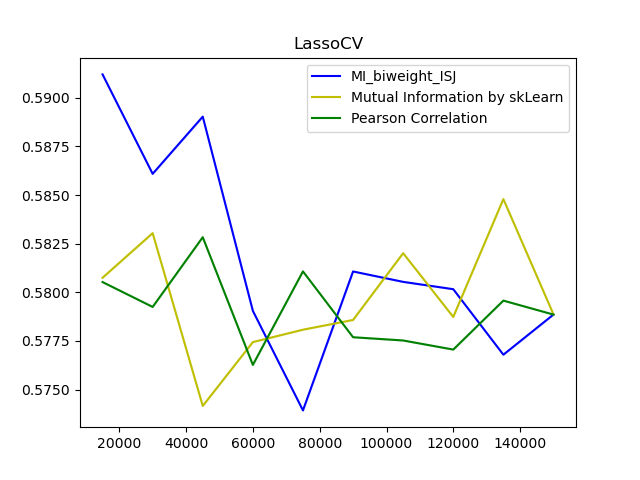 LassoCV
MI_biweight_ISJ
Mutual Information by skLearn
Pearson Correlation
0.5900
0.5875
0.5850
0.5825
0.5800
0.5775
0.5750
20000 40000 60000 80000 100000 120000 140000